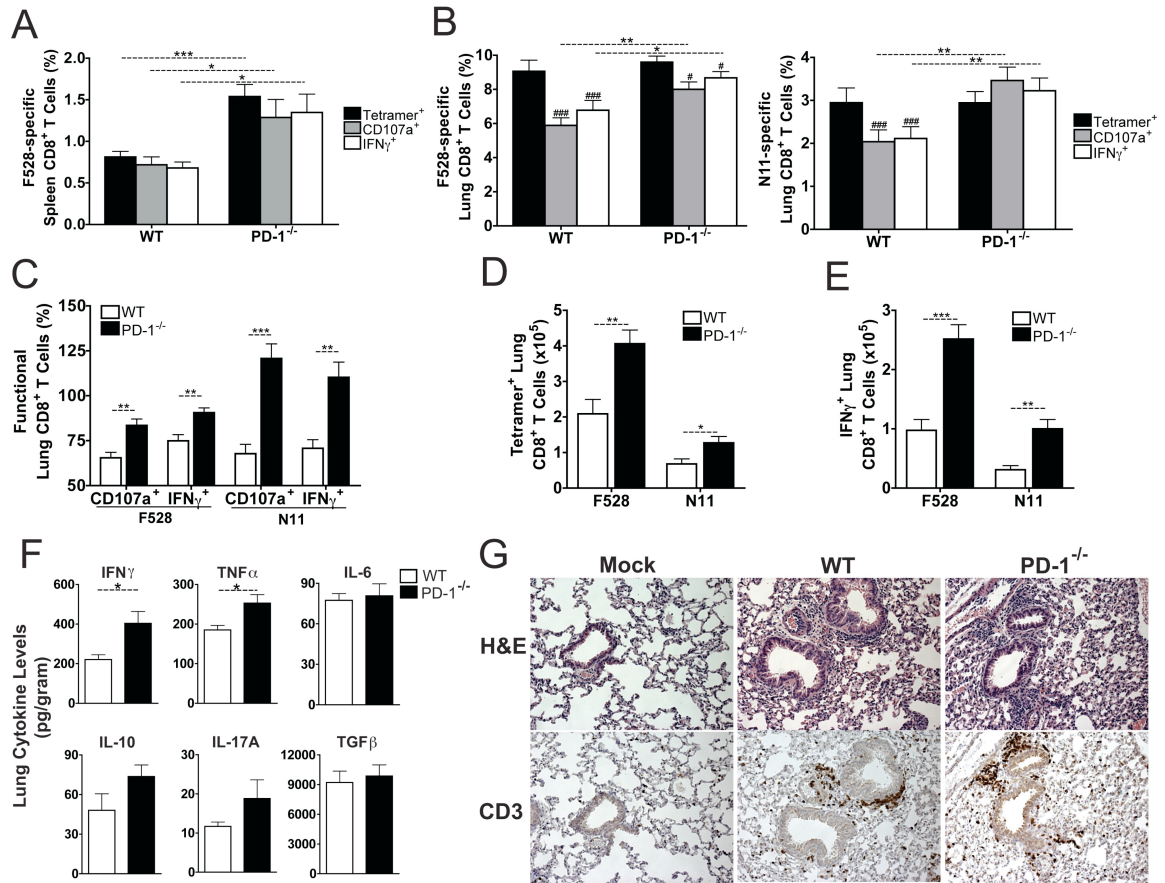 A
F528-specific
Spleen CD8+ T Cells (%)
2.0
1.5
1.0
0.5
0.0
***
*
*
WT
PD-1-/-
Tetramer+
CD107a+
IFNγ+
B
F528-specific
Lung CD8+ T Cells (%)
10
8
6
4
2
0
**
*
###
###
#
#
WT
PD-1-/-
N11-specific
Lung CD8+ T Cells (%)
4
3
2
1
0
**
**
###
###
WT
PD-1-/-
Tetramer+
CD107a+
IFNγ+
C
Functional
Lung CD8+ T Cells (%)
150
125
100
75
50
WT
PD-1-/-
**
**
***
**
CD107a+ IFNγ+ CD107a+ IFNγ+
F528 N11
D
Tetramer+ Lung
CD8+ T Cells (x10^5)
5
4
3
2
1
0
**
*
WT
PD-1-/-
F528 N11
E
IFNγ+ Lung
CD8+ T Cells (x10^5)
3
2
1
0
***
**
WT
PD-1-/-
F528 N11
F
Lung Cytokine Levels
(pg/gram)
IFNγ
600
400
200
0
*
TNFα
300
200
100
0
*
IL-6
90
60
30
0
WT
PD-1-/-
IL-10
90
60
30
0
IL-17A
30
20
10
0
TGFβ
12000
9000
6000
3000
0
G
Mock WT PD-1-/-
H&E
CD3